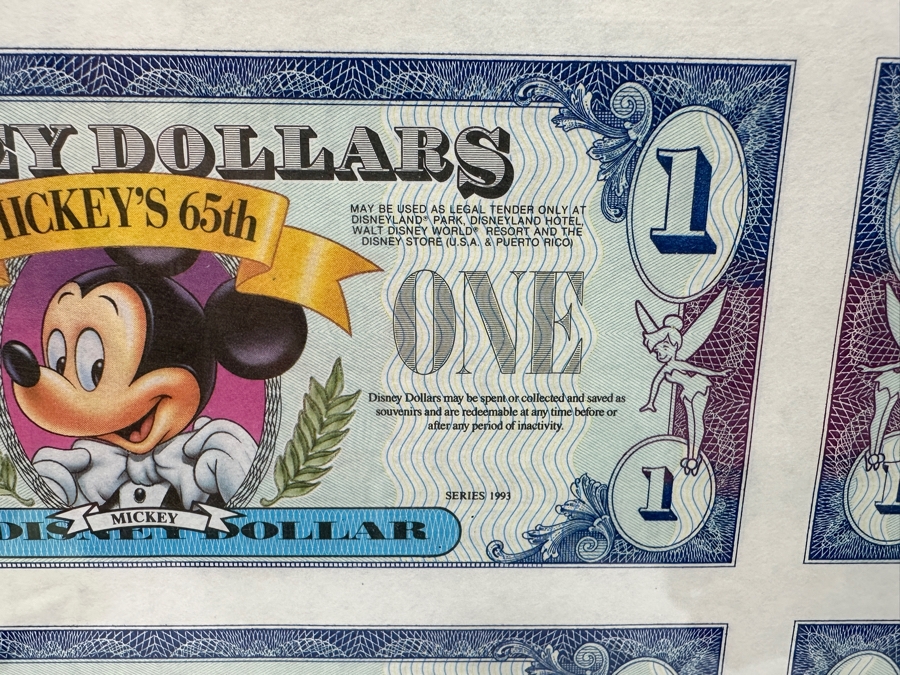 EY DOLLARS
MICKEY'S 65th
1
MAY BE USED AS LEGAL TENDER ONLY AT
DISNEYLAND® PARK, DISNEYLAND HOTEL,
WALT DISNEY WORLD® RESORT AND THE
DISNEY STORE (U.S.A. & PUERTO RICO)
ONE
Disney Dollars may be spent or collected and saved as
souvenirs and are redeemable at any time before or
after any period of inactivity.
1
SERIES 1993
MICKEY
DISNEY DOLLAR